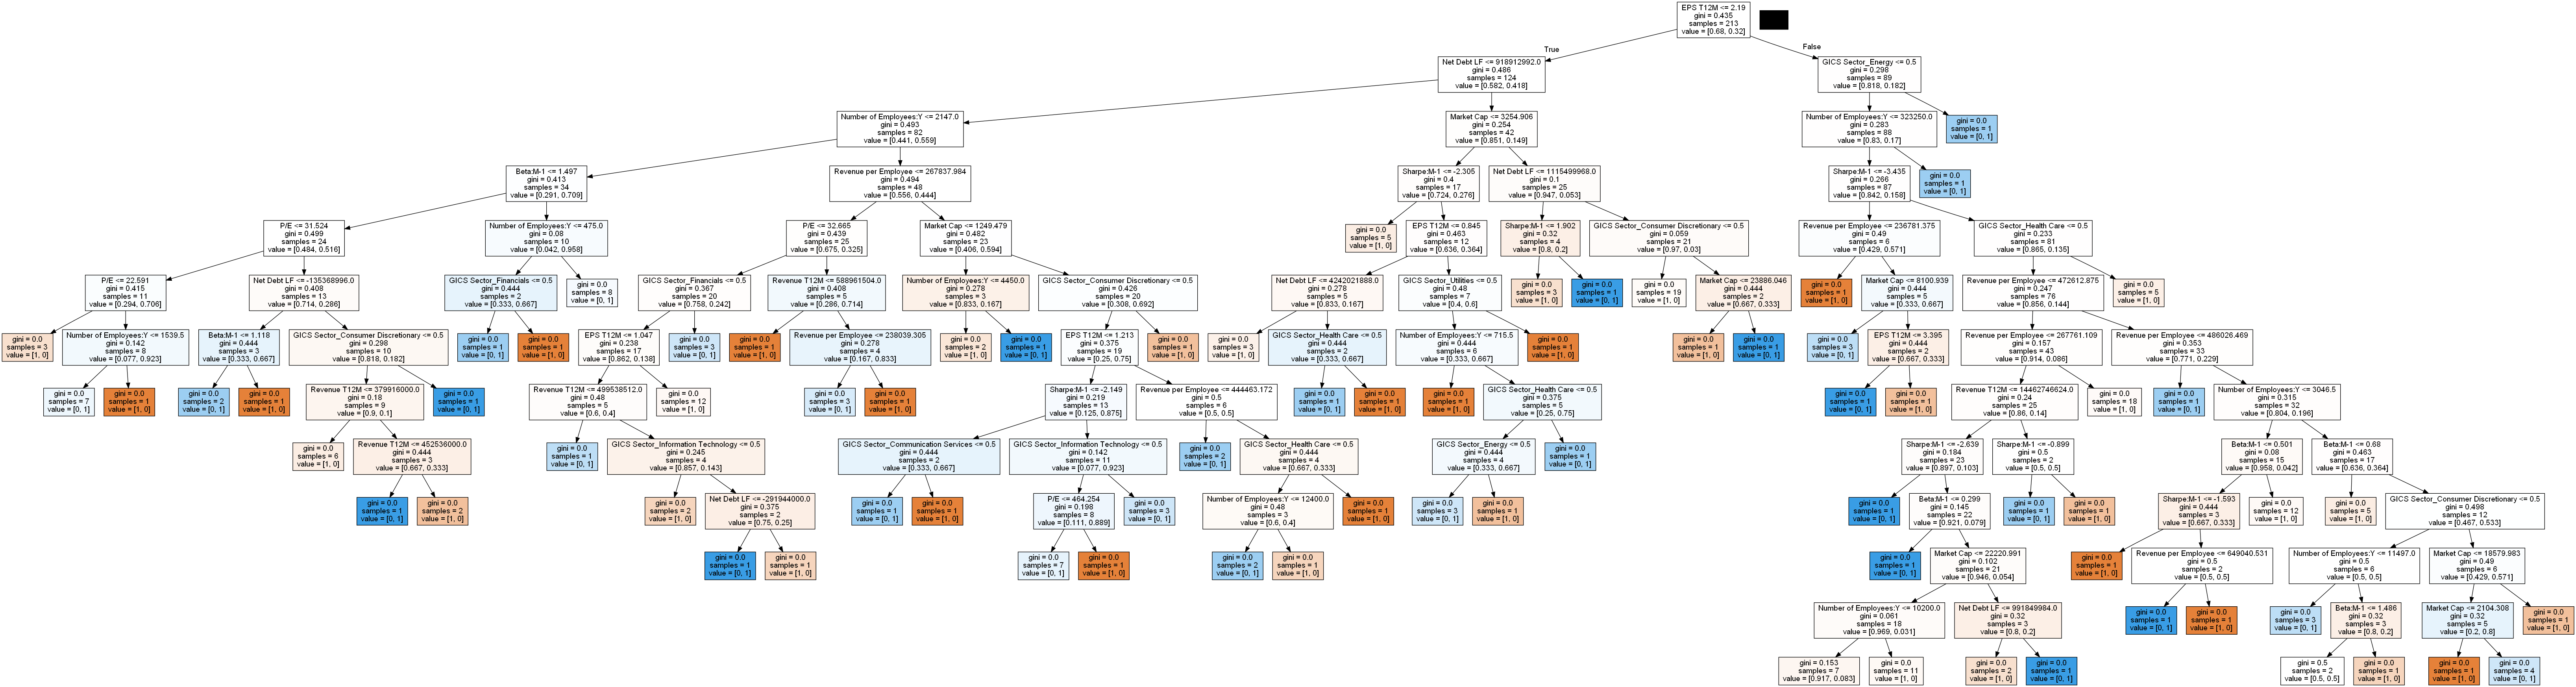 EPS T12M <= 2.19
gini = 0.435
samples = 213
value = [0.68, 0.32]
True
False
Net Debt LF <= 918912992.0
gini = 0.486
samples = 124
value = [0.582, 0.418]
GICS Sector_Energy <= 0.5
gini = 0.298
samples = 89
value = [0.818, 0.182]
Number of Employees:Y <= 2147.0
gini = 0.493
samples = 82
value = [0.441, 0.559]
Market Cap <= 3254.906
gini = 0.254
samples = 42
value = [0.851, 0.149]
Number of Employees:Y <= 323250.0
gini = 0.283
samples = 88
value = [0.83, 0.17]
gini = 0.0
samples = 1
value = [0, 1]
Beta:M-1 <= 1.497
gini = 0.413
samples = 34
value = [0.291, 0.709]
Revenue per Employee <= 267837.984
gini = 0.494
samples = 48
value = [0.556, 0.444]
Sharpe:M-1 <= -2.305
gini = 0.4
samples = 17
value = [0.724, 0.276]
Net Debt LF <= 1115499968.0
gini = 0.1
samples = 25
value = [0.947, 0.053]
Sharpe:M-1 <= -3.435
gini = 0.266
samples = 87
value = [0.842, 0.158]
gini = 0.0
samples = 1
value = [0, 1]
P/E <= 31.524
gini = 0.499
samples = 24
value = [0.484, 0.516]
Number of Employees:Y <= 475.0
gini = 0.08
samples = 10
value = [0.042, 0.958]
P/E <= 32.665
gini = 0.439
samples = 25
value = [0.675, 0.325]
Market Cap <= 1249.479
gini = 0.482
samples = 23
value = [0.406, 0.594]
gini = 0.0
samples = 5
value = [1, 0]
EPS T12M <= 0.845
gini = 0.463
samples = 12
value = [0.636, 0.364]
Sharpe:M-1 <= 1.902
gini = 0.32
samples = 4
value = [0.8, 0.2]
GICS Sector_Consumer Discretionary <= 0.5
gini = 0.059
samples = 21
value = [0.97, 0.03]
Revenue per Employee <= 236781.375
gini = 0.49
samples = 6
value = [0.429, 0.571]
GICS Sector_Health Care <= 0.5
gini = 0.233
samples = 81
value = [0.865, 0.135]
P/E <= 22.591
gini = 0.415
samples = 11
value = [0.294, 0.706]
Net Debt LF <= -135368996.0
gini = 0.408
samples = 13
value = [0.714, 0.286]
GICS Sector_Financials <= 0.5
gini = 0.444
samples = 2
value = [0.333, 0.667]
gini = 0.0
samples = 8
value = [0, 1]
GICS Sector_Financials <= 0.5
gini = 0.367
samples = 20
value = [0.758, 0.242]
Revenue T12M <= 588961504.0
gini = 0.408
samples = 5
value = [0.286, 0.714]
Number of Employees:Y <= 4450.0
gini = 0.278
samples = 3
value = [0.833, 0.167]
GICS Sector_Consumer Discretionary <= 0.5
gini = 0.426
samples = 20
value = [0.308, 0.692]
Net Debt LF <= 4242021888.0
gini = 0.278
samples = 5
value = [0.833, 0.167]
GICS Sector_Utilities <= 0.5
gini = 0.48
samples = 7
value = [0.4, 0.6]
gini = 0.0
samples = 3
value = [1, 0]
gini = 0.0
samples = 1
value = [0, 1]
gini = 0.0
samples = 19
value = [1, 0]
Market Cap <= 23886.046
gini = 0.444
samples = 2
value = [0.667, 0.333]
gini = 0.0
samples = 1
value = [1, 0]
Market Cap <= 8100.939
gini = 0.444
samples = 5
value = [0.333, 0.667]
Revenue per Employee <= 472612.875
gini = 0.247
samples = 76
value = [0.856, 0.144]
gini = 0.0
samples = 5
value = [1, 0]
gini = 0.0
samples = 3
value = [1, 0]
Number of Employees:Y <= 1539.5
gini = 0.142
samples = 8
value = [0.077, 0.923]
Beta:M-1 <= 1.118
gini = 0.444
samples = 3
value = [0.333, 0.667]
GICS Sector_Consumer Discretionary <= 0.5
gini = 0.298
samples = 10
value = [0.818, 0.182]
gini = 0.0
samples = 1
value = [0, 1]
gini = 0.0
samples = 1
value = [1, 0]
EPS T12M <= 1.047
gini = 0.238
samples = 17
value = [0.862, 0.138]
gini = 0.0
samples = 3
value = [0, 1]
gini = 0.0
samples = 1
value = [1, 0]
Revenue per Employee <= 238039.305
gini = 0.278
samples = 4
value = [0.167, 0.833]
gini = 0.0
samples = 2
value = [1, 0]
gini = 0.0
samples = 1
value = [0, 1]
EPS T12M <= 1.213
gini = 0.375
samples = 19
value = [0.25, 0.75]
gini = 0.0
samples = 1
value = [1, 0]
gini = 0.0
samples = 3
value = [1, 0]
GICS Sector_Health Care <= 0.5
gini = 0.444
samples = 2
value = [0.333, 0.667]
Number of Employees:Y <= 715.5
gini = 0.444
samples = 6
value = [0.333, 0.667]
gini = 0.0
samples = 1
value = [1, 0]
gini = 0.0
samples = 1
value = [1, 0]
gini = 0.0
samples = 1
value = [0, 1]
gini = 0.0
samples = 3
value = [0, 1]
EPS T12M <= 3.395
gini = 0.444
samples = 2
value = [0.667, 0.333]
Revenue per Employee <= 267761.109
gini = 0.157
samples = 43
value = [0.914, 0.086]
Revenue per Employee <= 486026.469
gini = 0.353
samples = 33
value = [0.771, 0.229]
gini = 0.0
samples = 7
value = [0, 1]
gini = 0.0
samples = 1
value = [1, 0]
gini = 0.0
samples = 2
value = [0, 1]
gini = 0.0
samples = 1
value = [1, 0]
Revenue T12M <= 379916000.0
gini = 0.18
samples = 9
value = [0.9, 0.1]
gini = 0.0
samples = 1
value = [0, 1]
Revenue T12M <= 499538512.0
gini = 0.48
samples = 5
value = [0.6, 0.4]
gini = 0.0
samples = 12
value = [1, 0]
gini = 0.0
samples = 3
value = [0, 1]
gini = 0.0
samples = 1
value = [1, 0]
Sharpe:M-1 <= -2.149
gini = 0.219
samples = 13
value = [0.125, 0.875]
Revenue per Employee <= 444463.172
gini = 0.5
samples = 6
value = [0.5, 0.5]
gini = 0.0
samples = 1
value = [0, 1]
gini = 0.0
samples = 1
value = [1, 0]
gini = 0.0
samples = 1
value = [1, 0]
GICS Sector_Health Care <= 0.5
gini = 0.375
samples = 5
value = [0.25, 0.75]
gini = 0.0
samples = 1
value = [0, 1]
gini = 0.0
samples = 1
value = [1, 0]
Revenue T12M <= 14462746624.0
gini = 0.24
samples = 25
value = [0.86, 0.14]
gini = 0.0
samples = 18
value = [1, 0]
gini = 0.0
samples = 1
value = [0, 1]
Number of Employees:Y <= 3046.5
gini = 0.315
samples = 32
value = [0.804, 0.196]
gini = 0.0
samples = 6
value = [1, 0]
Revenue T12M <= 452536000.0
gini = 0.444
samples = 3
value = [0.667, 0.333]
gini = 0.0
samples = 1
value = [0, 1]
GICS Sector_Information Technology <= 0.5
gini = 0.245
samples = 4
value = [0.857, 0.143]
GICS Sector_Communication Services <= 0.5
gini = 0.444
samples = 2
value = [0.333, 0.667]
GICS Sector_Information Technology <= 0.5
gini = 0.142
samples = 11
value = [0.077, 0.923]
gini = 0.0
samples = 2
value = [0, 1]
GICS Sector_Health Care <= 0.5
gini = 0.444
samples = 4
value = [0.667, 0.333]
GICS Sector_Energy <= 0.5
gini = 0.444
samples = 4
value = [0.333, 0.667]
gini = 0.0
samples = 1
value = [0, 1]
Sharpe:M-1 <= -2.639
gini = 0.184
samples = 23
value = [0.897, 0.103]
Sharpe:M-1 <= -0.899
gini = 0.5
samples = 2
value = [0.5, 0.5]
Beta:M-1 <= 0.501
gini = 0.08
samples = 15
value = [0.958, 0.042]
Beta:M-1 <= 0.68
gini = 0.463
samples = 17
value = [0.636, 0.364]
gini = 0.0
samples = 1
value = [0, 1]
gini = 0.0
samples = 2
value = [1, 0]
gini = 0.0
samples = 2
value = [1, 0]
Net Debt LF <= -291944000.0
gini = 0.375
samples = 2
value = [0.75, 0.25]
gini = 0.0
samples = 1
value = [0, 1]
gini = 0.0
samples = 1
value = [1, 0]
P/E <= 464.254
gini = 0.198
samples = 8
value = [0.111, 0.889]
gini = 0.0
samples = 3
value = [0, 1]
Number of Employees:Y <= 12400.0
gini = 0.48
samples = 3
value = [0.6, 0.4]
gini = 0.0
samples = 1
value = [1, 0]
gini = 0.0
samples = 3
value = [0, 1]
gini = 0.0
samples = 1
value = [1, 0]
gini = 0.0
samples = 1
value = [0, 1]
Beta:M-1 <= 0.299
gini = 0.145
samples = 22
value = [0.921, 0.079]
gini = 0.0
samples = 1
value = [0, 1]
gini = 0.0
samples = 1
value = [1, 0]
Sharpe:M-1 <= -1.593
gini = 0.444
samples = 3
value = [0.667, 0.333]
gini = 0.0
samples = 12
value = [1, 0]
gini = 0.0
samples = 5
value = [1, 0]
GICS Sector_Consumer Discretionary <= 0.5
gini = 0.498
samples = 12
value = [0.467, 0.533]
gini = 0.0
samples = 1
value = [0, 1]
gini = 0.0
samples = 1
value = [1, 0]
gini = 0.0
samples = 7
value = [0, 1]
gini = 0.0
samples = 1
value = [1, 0]
gini = 0.0
samples = 2
value = [0, 1]
gini = 0.0
samples = 1
value = [1, 0]
gini = 0.0
samples = 1
value = [0, 1]
Market Cap <= 22220.991
gini = 0.102
samples = 21
value = [0.946, 0.054]
gini = 0.0
samples = 1
value = [1, 0]
Revenue per Employee <= 649040.531
gini = 0.5
samples = 2
value = [0.5, 0.5]
Number of Employees:Y <= 11497.0
gini = 0.5
samples = 6
value = [0.5, 0.5]
Market Cap <= 18579.983
gini = 0.49
samples = 6
value = [0.429, 0.571]
Number of Employees:Y <= 10200.0
gini = 0.061
samples = 18
value = [0.969, 0.031]
Net Debt LF <= 991849984.0
gini = 0.32
samples = 3
value = [0.8, 0.2]
gini = 0.0
samples = 1
value = [0, 1]
gini = 0.0
samples = 1
value = [1, 0]
gini = 0.0
samples = 3
value = [0, 1]
Beta:M-1 <= 1.486
gini = 0.32
samples = 3
value = [0.8, 0.2]
Market Cap <= 2104.308
gini = 0.32
samples = 5
value = [0.2, 0.8]
gini = 0.0
samples = 1
value = [1, 0]
gini = 0.153
samples = 7
value = [0.917, 0.083]
gini = 0.0
samples = 11
value = [1, 0]
gini = 0.0
samples = 2
value = [1, 0]
gini = 0.0
samples = 1
value = [0, 1]
gini = 0.5
samples = 2
value = [0.5, 0.5]
gini = 0.0
samples = 1
value = [1, 0]
gini = 0.0
samples = 1
value = [1, 0]
gini = 0.0
samples = 4
value = [0, 1]